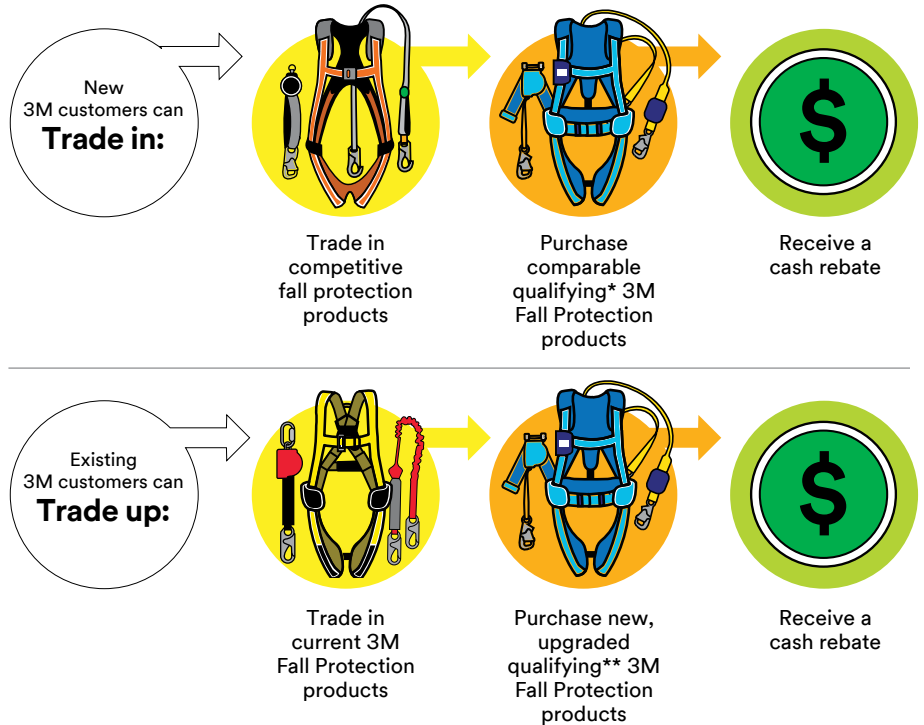 New
3M customers can
Trade in:
Trade in
competitive
fall protection
products
Purchase
comparable
qualifying* 3M
Fall Protection
products
$
Receive a
cash rebate
Existing
3M customers can
Trade up:
Trade in
current 3M
Fall Protection
products
Purchase new,
upgraded
qualifying** 3M
Fall Protection
products
$
Receive a
cash rebate